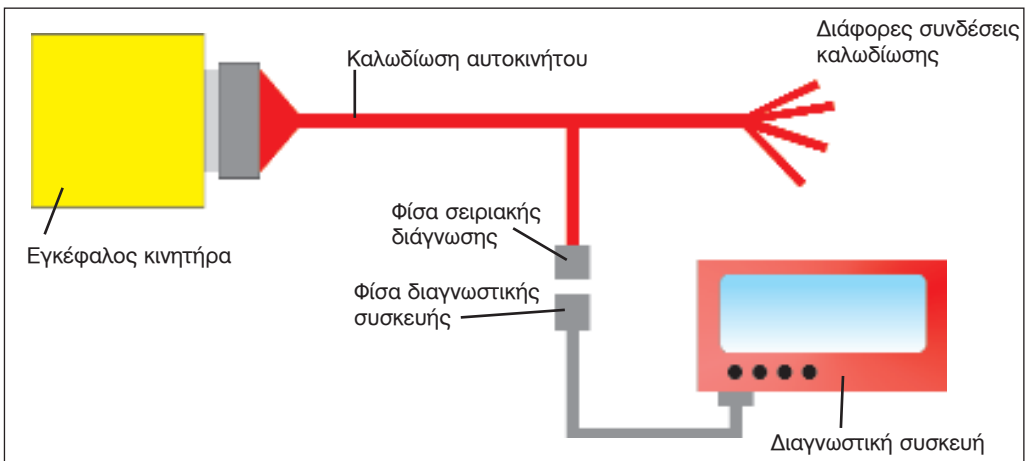 Διάφορες συνδέσεις
καλωδίωσης
Καλωδίωση αυτοκινήτου
Φίσα σειριακής
διάγνωσης
Εγκέφαλος κινητήρα
Φίσα διαγνωστικής
συσκευής
Διαγνωστική συσκευή